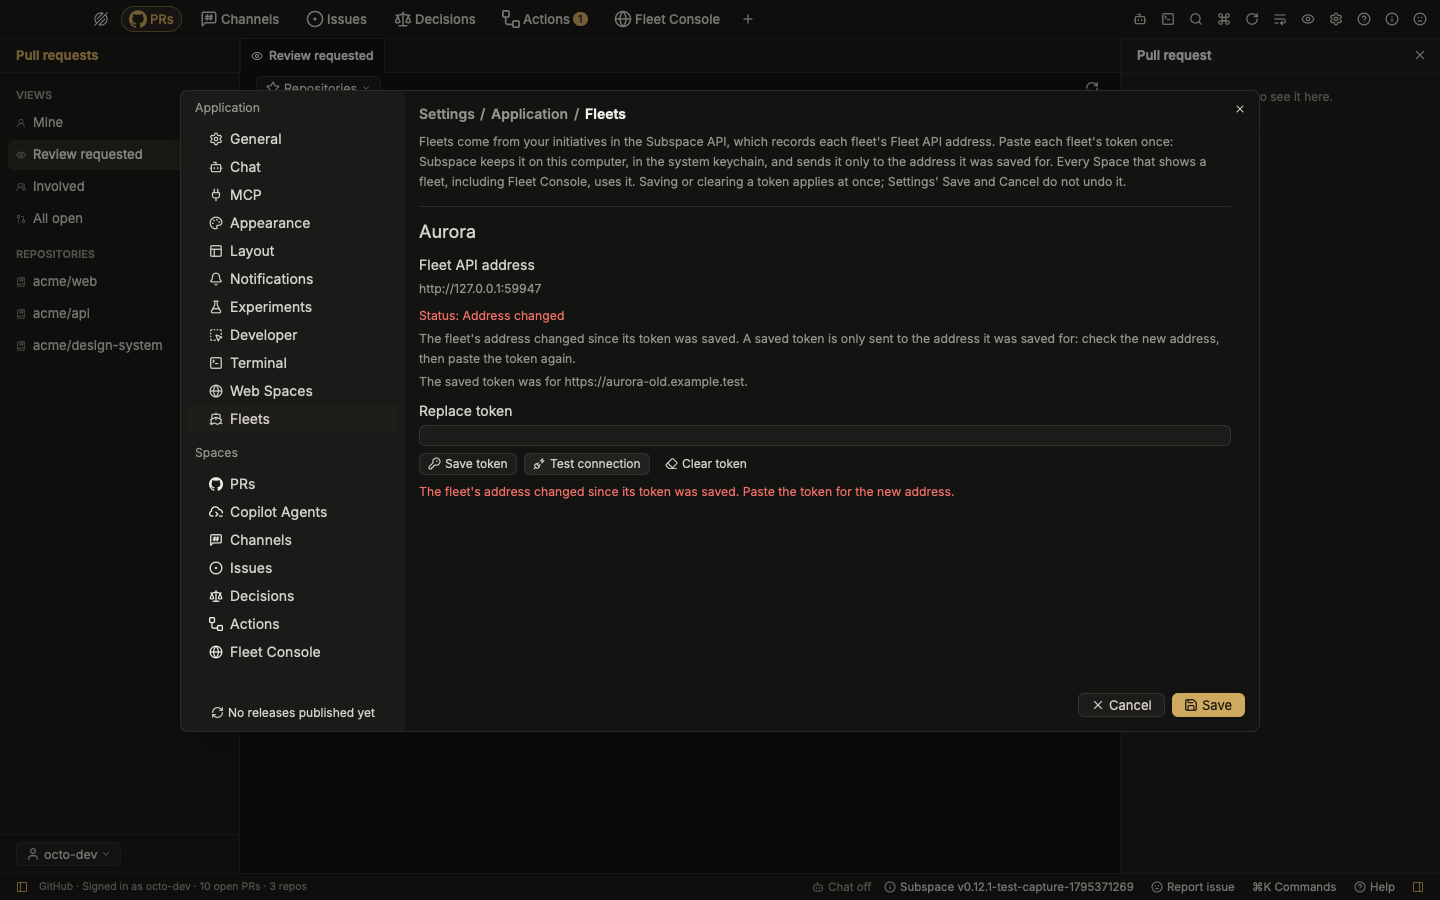 PRs
Channels
Issues
Decisions
Actions 1
Fleet Console
Pull requests
Review requested
Pull request
Repositories
VIEWS
Mine
Review requested
Involved
All open
REPOSITORIES
acme/web
acme/api
acme/design-system
o see it here.
Application
General
Chat
MCP
Appearance
Layout
Notifications
Experiments
Developer
Terminal
Web Spaces
Fleets
Spaces
PRs
Copilot Agents
Channels
Issues
Decisions
Actions
Fleet Console
No releases published yet
Settings / Application / Fleets
Fleets come from your initiatives in the Subspace API, which records each fleet's Fleet API address. Paste each fleet's token once:
Subspace keeps it on this computer, in the system keychain, and sends it only to the address it was saved for. Every Space that shows a
fleet, including Fleet Console, uses it. Saving or clearing a token applies at once; Settings' Save and Cancel do not undo it.
Aurora
Fleet API address
http://127.0.0.1:59947
Status: Address changed
The fleet's address changed since its token was saved. A saved token is only sent to the address it was saved for: check the new address,
then paste the token again.
The saved token was for https://aurora-old.example.test.
Replace token
Save token
Test connection
Clear token
The fleet's address changed since its token was saved. Paste the token for the new address.
Cancel
Save
octo-dev
GitHub · Signed in as octo-dev · 10 open PRs · 3 repos
Chat off
Subspace v0.12.1-test-capture-1795371269
Report issue
⌘K Commands
Help